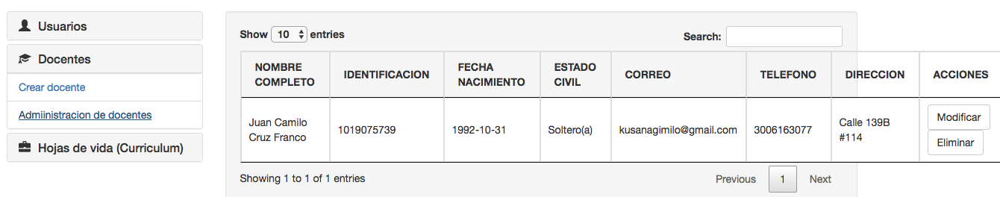 Usuarios
Docentes
Crear docente
Admiinistracion de docentes
Hojas de vida (Curriculum)
Show 10 entries
Search:
NOMBRE COMPLETO IDENTIFICACION FECHA NACIMIENTO ESTADO CIVIL CORREO TELEFONO DIRECCION ACCIONES
Juan Camilo Cruz Franco 1019075739 1992-10-31 Soltero(a) kusanagimilo@gmail.com 3006163077 Calle 139B #114 Modificar
Eliminar
Showing 1 to 1 of 1 entries
Previous 1 Next